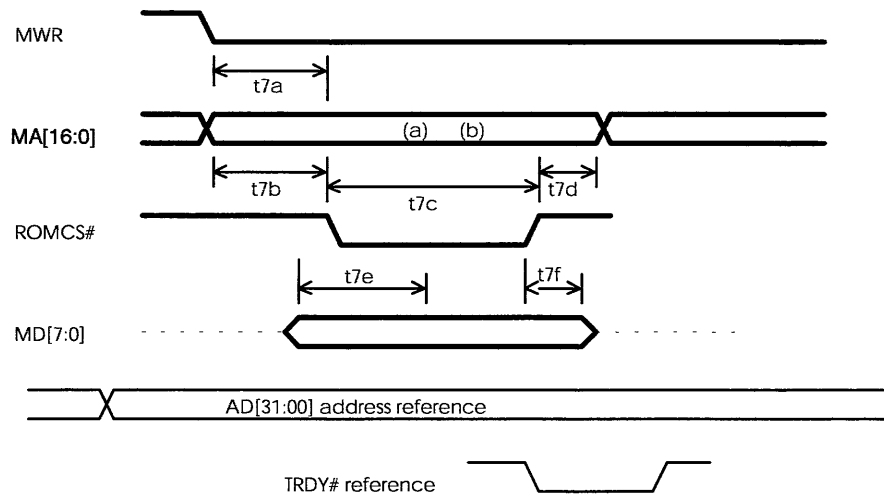 MWR
t7a
MA[16:0]
(a) (b)
t7b
t7c
t7d
ROMCS#
t7e
t7f
MD[7:0]
AD[31:00] address reference
TRDY# reference